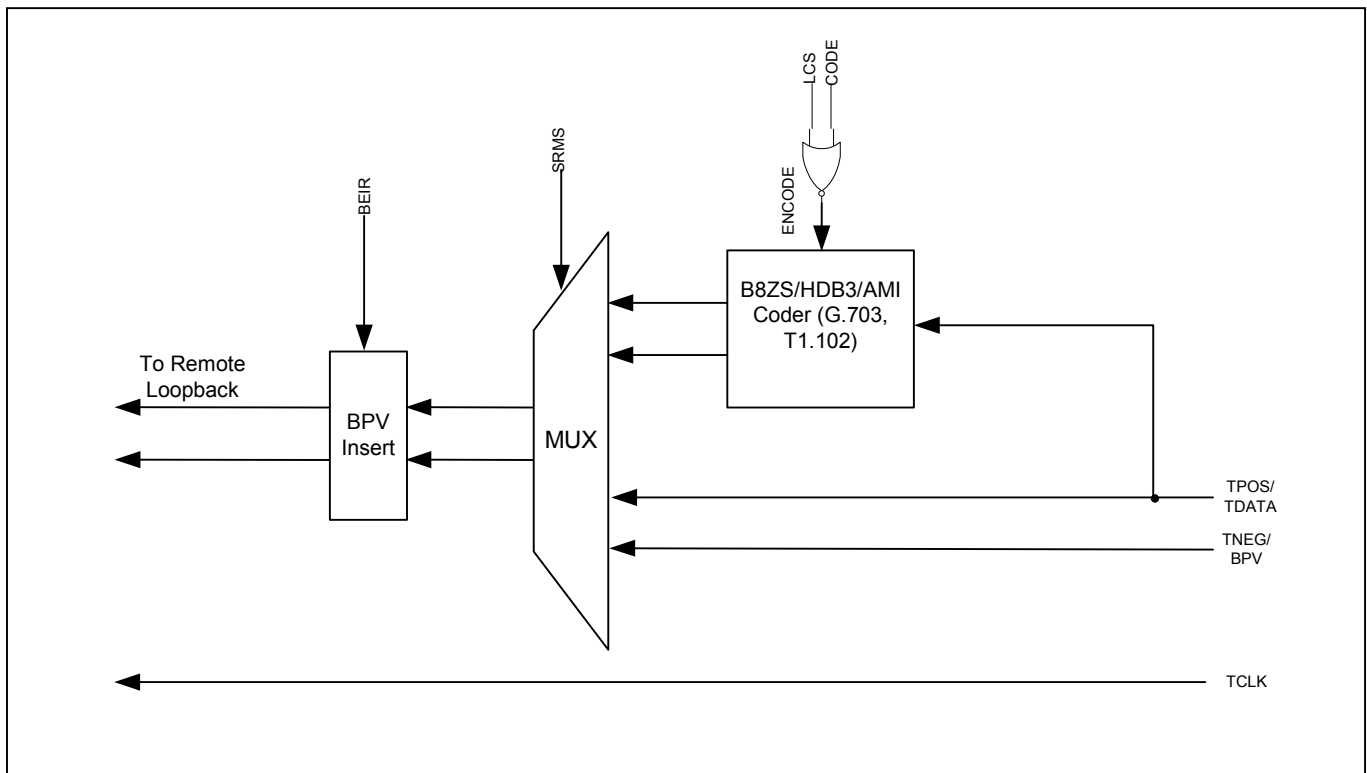 LCS
CODE
SRMS
BEIR
ENCODE
B8ZS/HDB3/AMI
Coder (G.703,
T1.102)
To Remote
Loopback
BPV
Insert
MUX
TPOS/
TDATA
TNEG/
BPV
TCLK